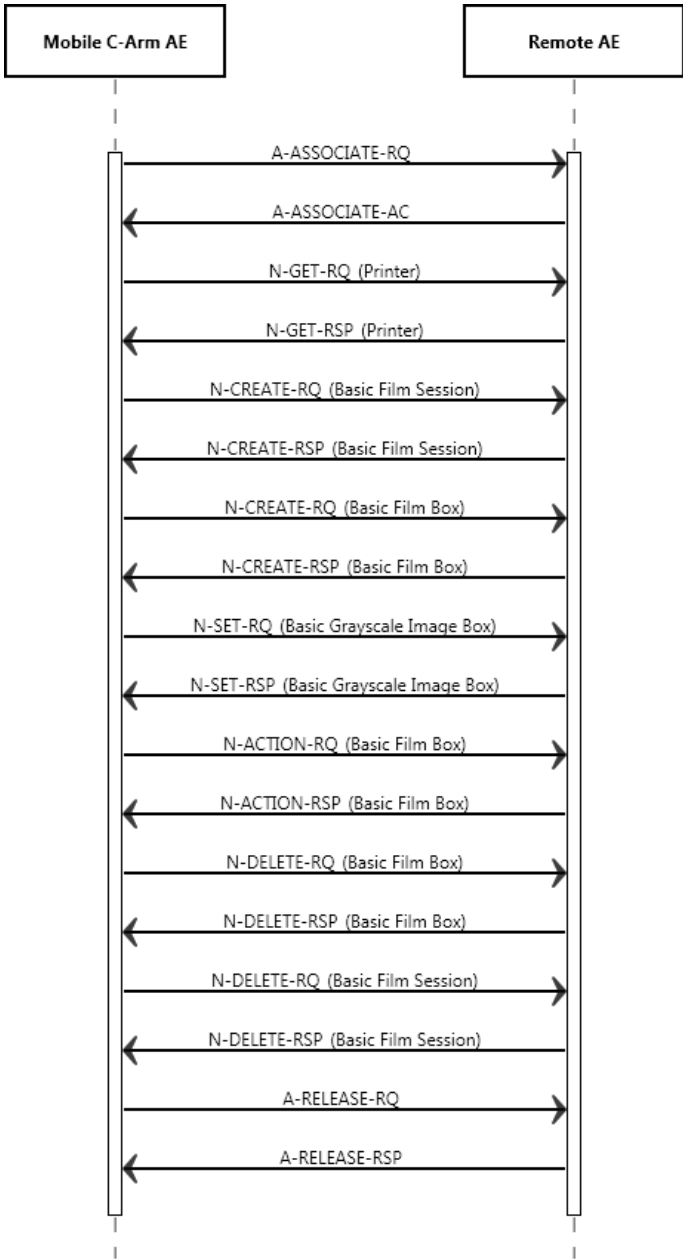 Mobile C-Arm AE
Remote AE
A-ASSOCIATE-RQ
A-ASSOCIATE-AC
N-GET-RQ (Printer)
N-GET-RSP (Printer)
N-CREATE-RQ (Basic Film Session)
N-CREATE-RSP (Basic Film Session)
N-CREATE-RQ (Basic Film Box)
N-CREATE-RSP (Basic Film Box)
N-SET-RQ (Basic Grayscale Image Box)
N-SET-RSP (Basic Grayscale Image Box)
N-ACTION-RQ (Basic Film Box)
N-ACTION-RSP (Basic Film Box)
N-DELETE-RQ (Basic Film Box)
N-DELETE-RSP (Basic Film Box)
N-DELETE-RQ (Basic Film Session)
N-DELETE-RSP (Basic Film Session)
A-RELEASE-RQ
A-RELEASE-RSP